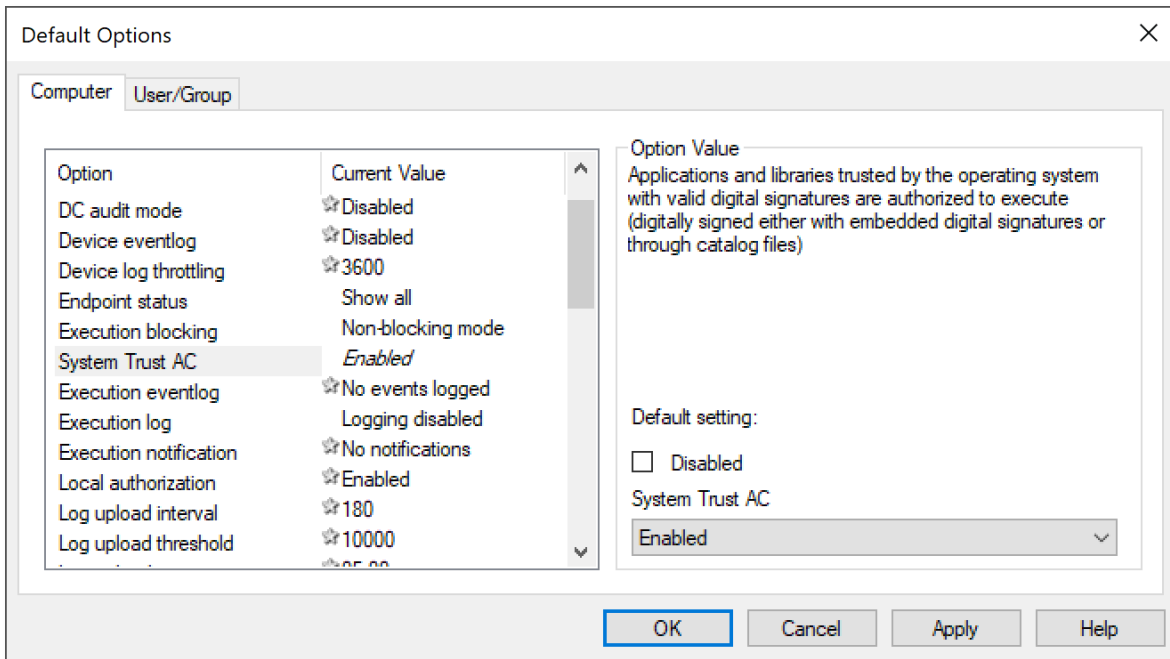 Default Options
Computer User/Group
Option Current Value
DC audit mode Disabled
Device eventlog Disabled
Device log throttling 3600
Endpoint status Show all
Execution blocking Non-blocking mode
System Trust AC Enabled
Execution eventlog No events logged
Execution log Logging disabled
Execution notification No notifications
Local authorization Enabled
Log upload interval 180
Log upload threshold 10000
Option Value
Applications and libraries trusted by the operating system
with valid digital signatures are authorized to execute
(digitally signed either with embedded digital signatures or
through catalog files)
Default setting:
Disabled
System Trust AC
Enabled
OK Cancel Apply Help